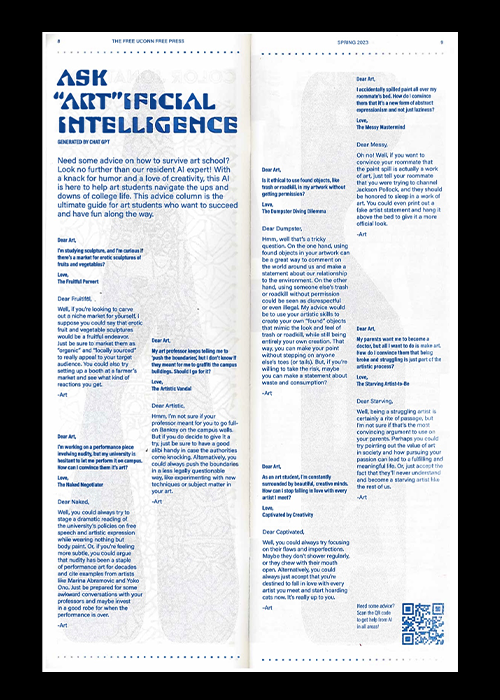 8
THE FREE UCONN FREE PRESS
ASK
"ART"IFICIAL
INTELLIGENCE
GENERATED BY CHAT GPT
Need some advice on how to survive art school?
Look no further than our resident AI expert! With
a knack for humor and a love of creativity, this AI
is here to help art students navigate the ups and
downs of college life. This advice column is the
ultimate guide for art students who want to succeed
and have fun along the way.
Dear Art,
I'm studying sculpture, and I'm curious if
there's a market for erotic sculptures of
fruits and vegetables?
Love,
The Fruitful Pervert
Dear Fruitful,
Well, if you're looking to carve
out a niche market for yourself, I
suppose you could say that erotic
fruit and vegetable sculptures
would be a fruitful endeavor.
Just be sure to market them as
"organic" and "locally sourced"
to really appeal to your target
audience. You could also try
setting up a booth at a farmer's
market and see what kind of
reactions you get.
-Art
Dear Art,
I'm working on a performance piece
involving nudity, but my university is
hesitant to let me perform it on campus.
How can I convince them it's art?
Love,
The Naked Negotiator
Dear Naked,
Well, you could always try to
stage a dramatic reading of
the university's policies on free
speech and artistic expression
while wearing nothing but
body paint. Or, if you're feeling
more subtle, you could argue
that nudity has been a staple
of performance art for decades
and cite examples from artists
like Marina Abramovic and Yoko
Ono. Just be prepared for some
awkward conversations with your
professors and maybe invest
in a good robe for when the
performance is over.
-Art
Dear Art,
My art professor keeps telling me to
'push the boundaries,' but I don't know if
they meant for me to graffiti the campus
buildings. Should I go for it?
Love,
The Artistic Vandal
Dear Artistic,
Hmm, I'm not sure if your
professor meant for you to go full-
on Banksy on the campus walls.
But if you do decide to give it a
try, just be sure to have a good
alibi handy in case the authorities
come knocking. Alternatively, you
could always push the boundaries
in a less legally questionable
way, like experimenting with new
techniques or subject matter in
your art.
-Art
SPRING 2023
9
Dear Art,
Is it ethical to use found objects, like
trash or roadkill, in my artwork without
getting permission?
Love,
The Dumpster Diving Dilemma
Dear Dumpster,
Hmm, well that's a tricky
question. On the one hand, using
found objects in your artwork can
be a great way to comment on
the world around us and make a
statement about our relationship
to the environment. On the other
hand, using someone else's trash
or roadkill without permission
could be seen as disrespectful
or even illegal. My advice would
be to use your artistic skills to
create your own "found" objects
that mimic the look and feel of
trash or roadkill, while still being
entirely your own creation. That
way, you can make your point
without stepping on anyone
else's toes (or tails). But, if you're
willing to take the risk, maybe
you can make a statement about
waste and consumption?
-Art
Dear Art,
As an art student, I'm constantly
surrounded by beautiful, creative minds.
How can I stop falling in love with every
artist I meet?
Love,
Captivated by Creativity
Dear Captivated,
Well, you could always try focusing
on their flaws and imperfections.
Maybe they don't shower regularly,
or they chew with their mouth
open. Alternatively, you could
always just accept that you're
destined to fall in love with every
artist you meet and start hoarding
cats now. It's really up to you.
-Art
Dear Art,
I accidentally spilled paint all over my
roommate's bed. How do I convince
them that it's a new form of abstract
expressionism and not just laziness?
Love,
The Messy Mastermind
Dear Messy,
Oh no! Well, if you want to
convince your roommate that
the paint spill is actually a work
of art, just tell your roommate
that you were trying to channel
Jackson Pollock, and they should
be honored to sleep in a work of
art. You could even print out a
fake artist statement and hang it
above the bed to give it a more
official look.
-Art
Dear Art,
My parents want me to become a
doctor, but all I want to do is make art.
How do I convince them that being
broke and struggling is just part of the
artistic process?
Love,
The Starving Artist-to-Be
Dear Starving,
Well, being a struggling artist is
certainly a rite of passage, but
I'm not sure if that's the most
convincing argument to use on
your parents. Perhaps you could
try pointing out the value of art
in society and how pursuing your
passion can lead to a fulfilling and
meaningful life. Or, just accept the
fact that they'll never understand
and become a starving artist like
the rest of us.
-Art
Need some advice?
Scan the QR code
to get help from AI
in all areas!